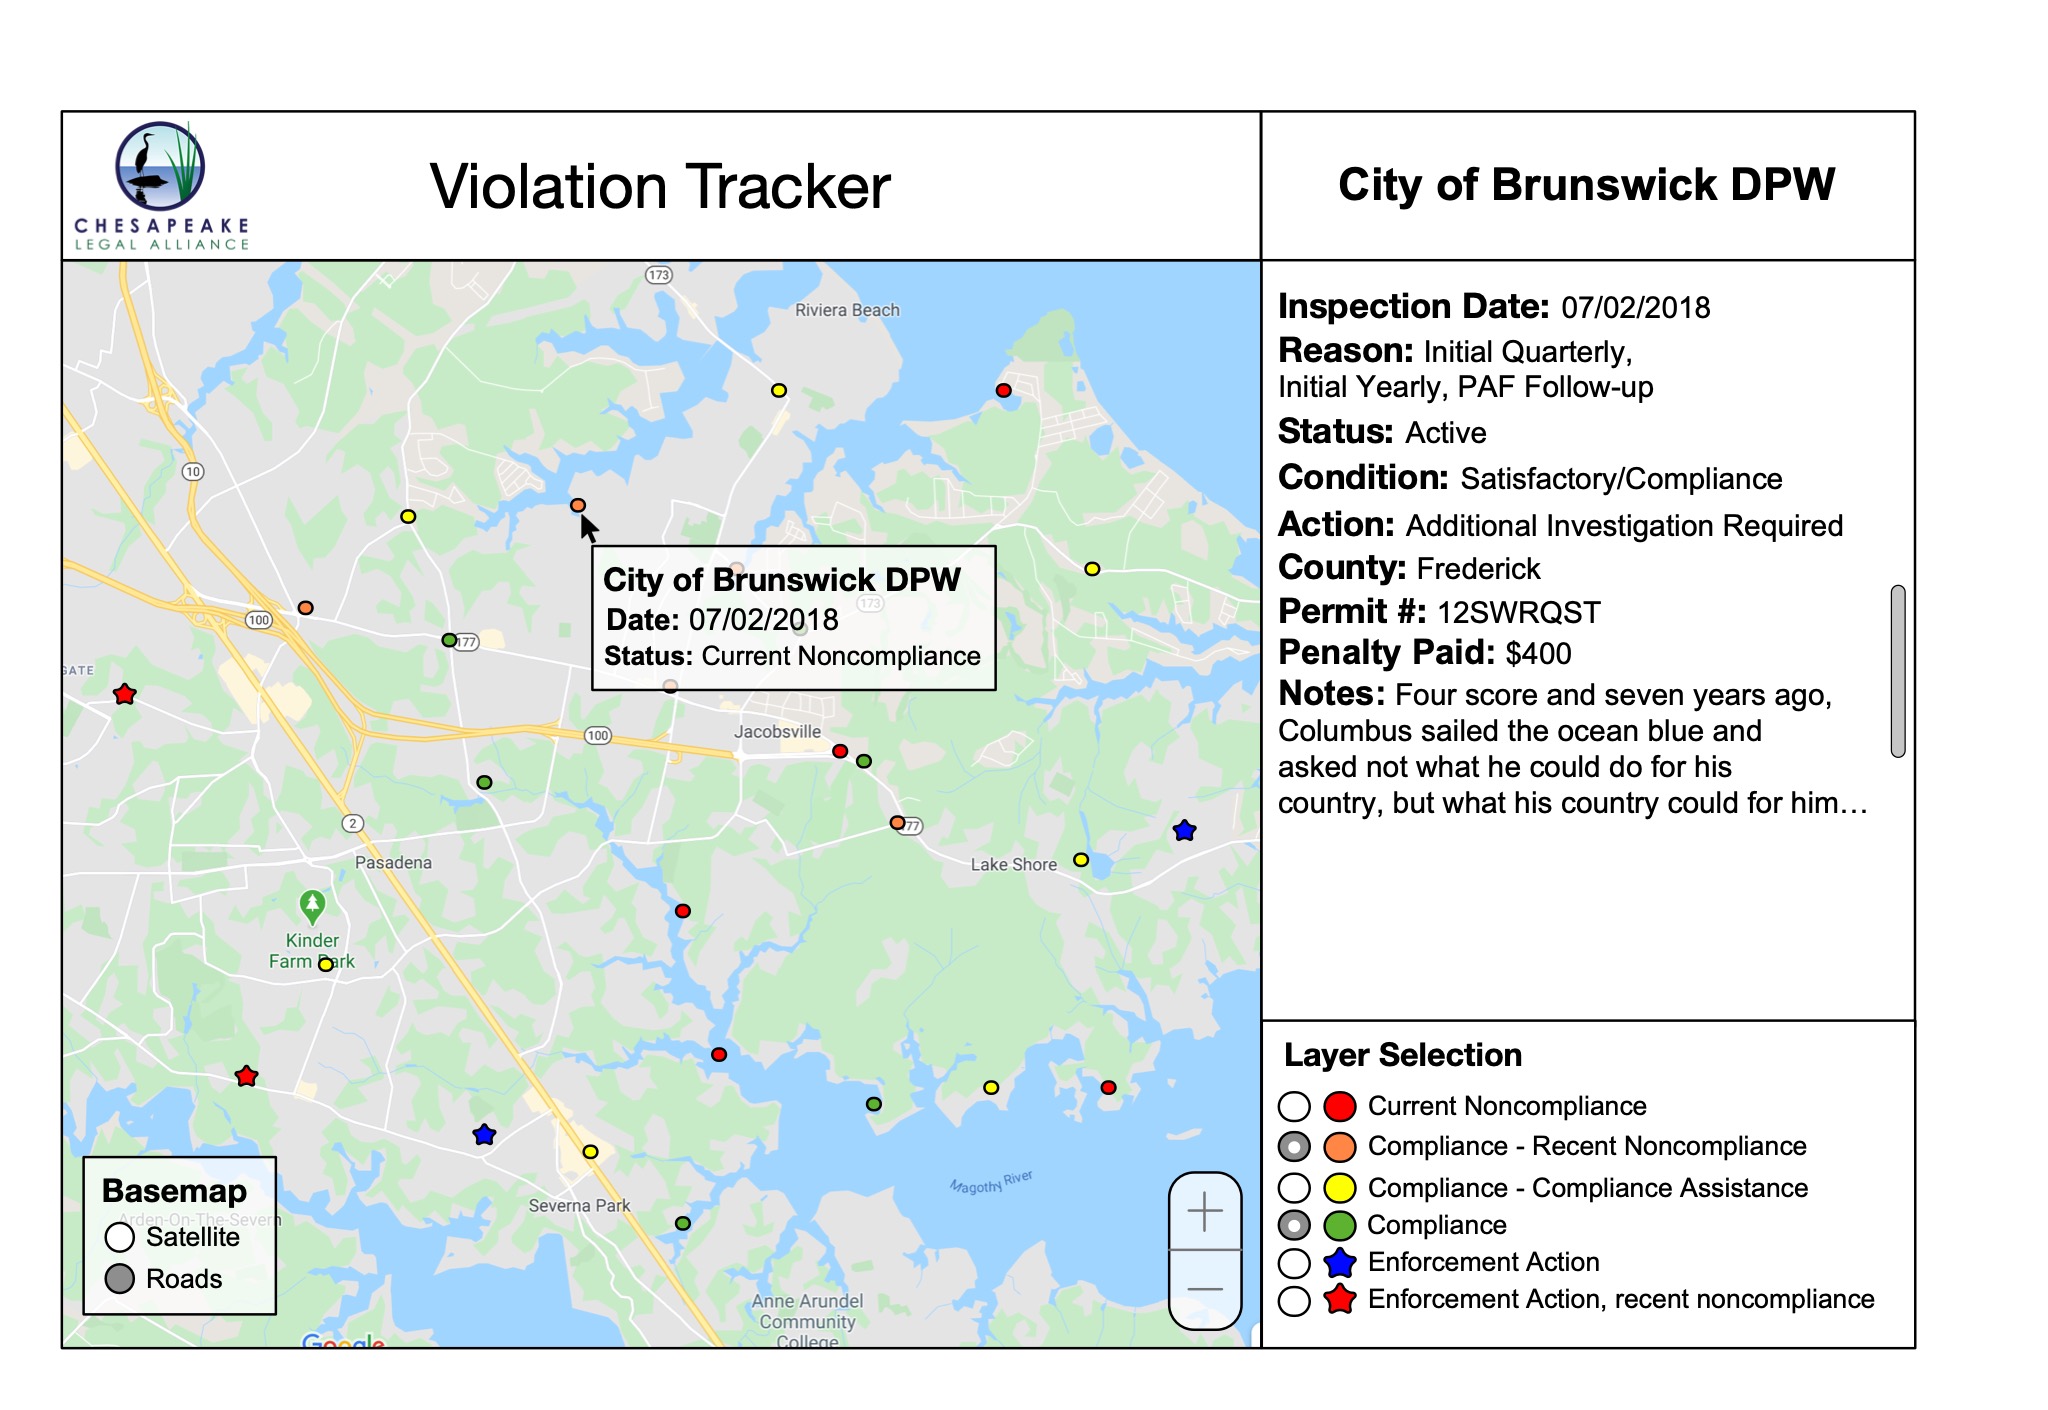 CHESAPEAKE
LEGAL ALLIANCE
Violation Tracker
City of Brunswick DPW
173
Riviera Beach
10
City of Brunswick DPW
Date: 07/02/2018
Status: Current Noncompliance
173
100
177
GATE
100
Jacobsville
2
Pasadena
77
Lake Shore
Kinder
Farm Park
Magothy River
Severna Park
Basemap
Arden-On-The-Severn
Satellite
Roads
Google
Anne Arundel
Community
College
+
−
Inspection Date: 07/02/2018
Reason: Initial Quarterly,
Initial Yearly, PAF Follow-up
Status: Active
Condition: Satisfactory/Compliance
Action: Additional Investigation Required
County: Frederick
Permit #: 12SWRQST
Penalty Paid: $400
Notes: Four score and seven years ago,
Columbus sailed the ocean blue and
asked not what he could do for his
country, but what his country could for him…
Layer Selection
Current Noncompliance
Compliance - Recent Noncompliance
Compliance - Compliance Assistance
Compliance
Enforcement Action
Enforcement Action, recent noncompliance